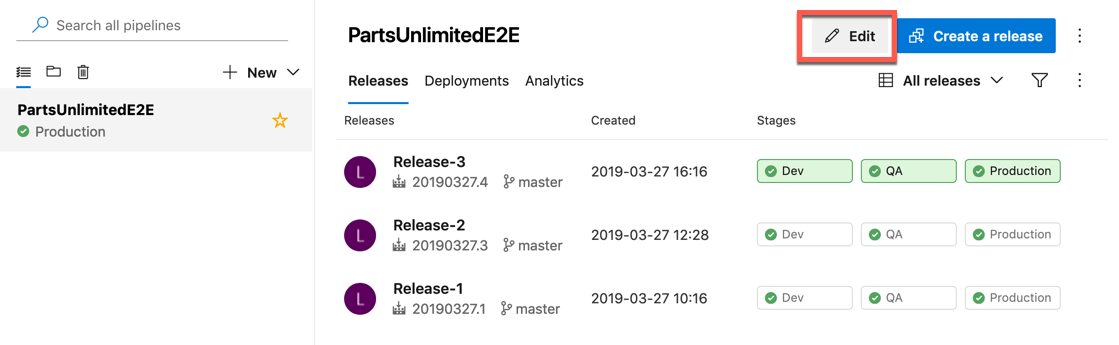 Search all pipelines
New
PartsUnlimitedE2E
Production
PartsUnlimitedE2E
Edit
Create a release
Releases Deployments Analytics
All releases
Releases Created Stages
L Release-3 2019-03-27 16:16 Dev QA Production
20190327.4 master
L Release-2 2019-03-27 12:28 Dev QA Production
20190327.3 master
L Release-1 2019-03-27 10:16 Dev QA Production
20190327.1 master